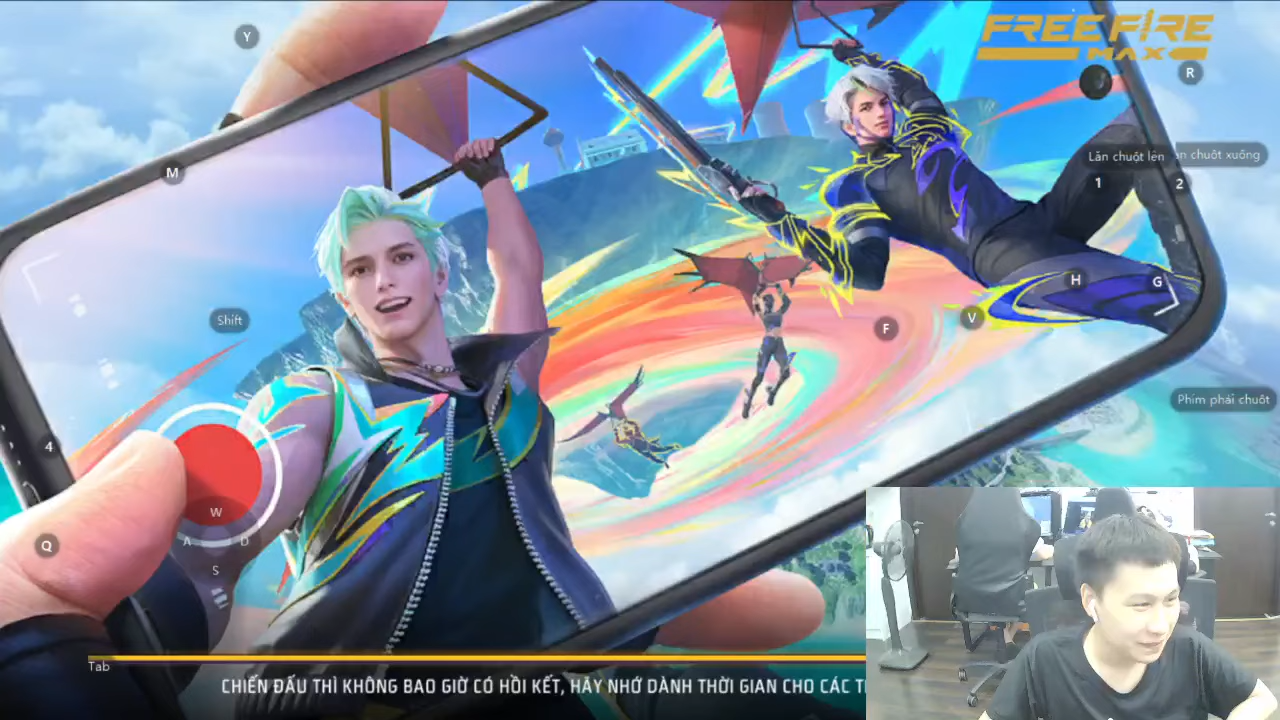 FREE FIRE
MAX
Y
R
M
Lăn chuột lên
n chuột xuống
1
2
H
G
Shift
F
V
Phím phải chuột
4
W
A
D
Q
S
Tab
CHIẾN ĐẤU THÌ KHÔNG BAO GIỜ CÓ HỒI KẾT, HÃY NHỚ DÀNH THỜI GIAN CHO CÁC